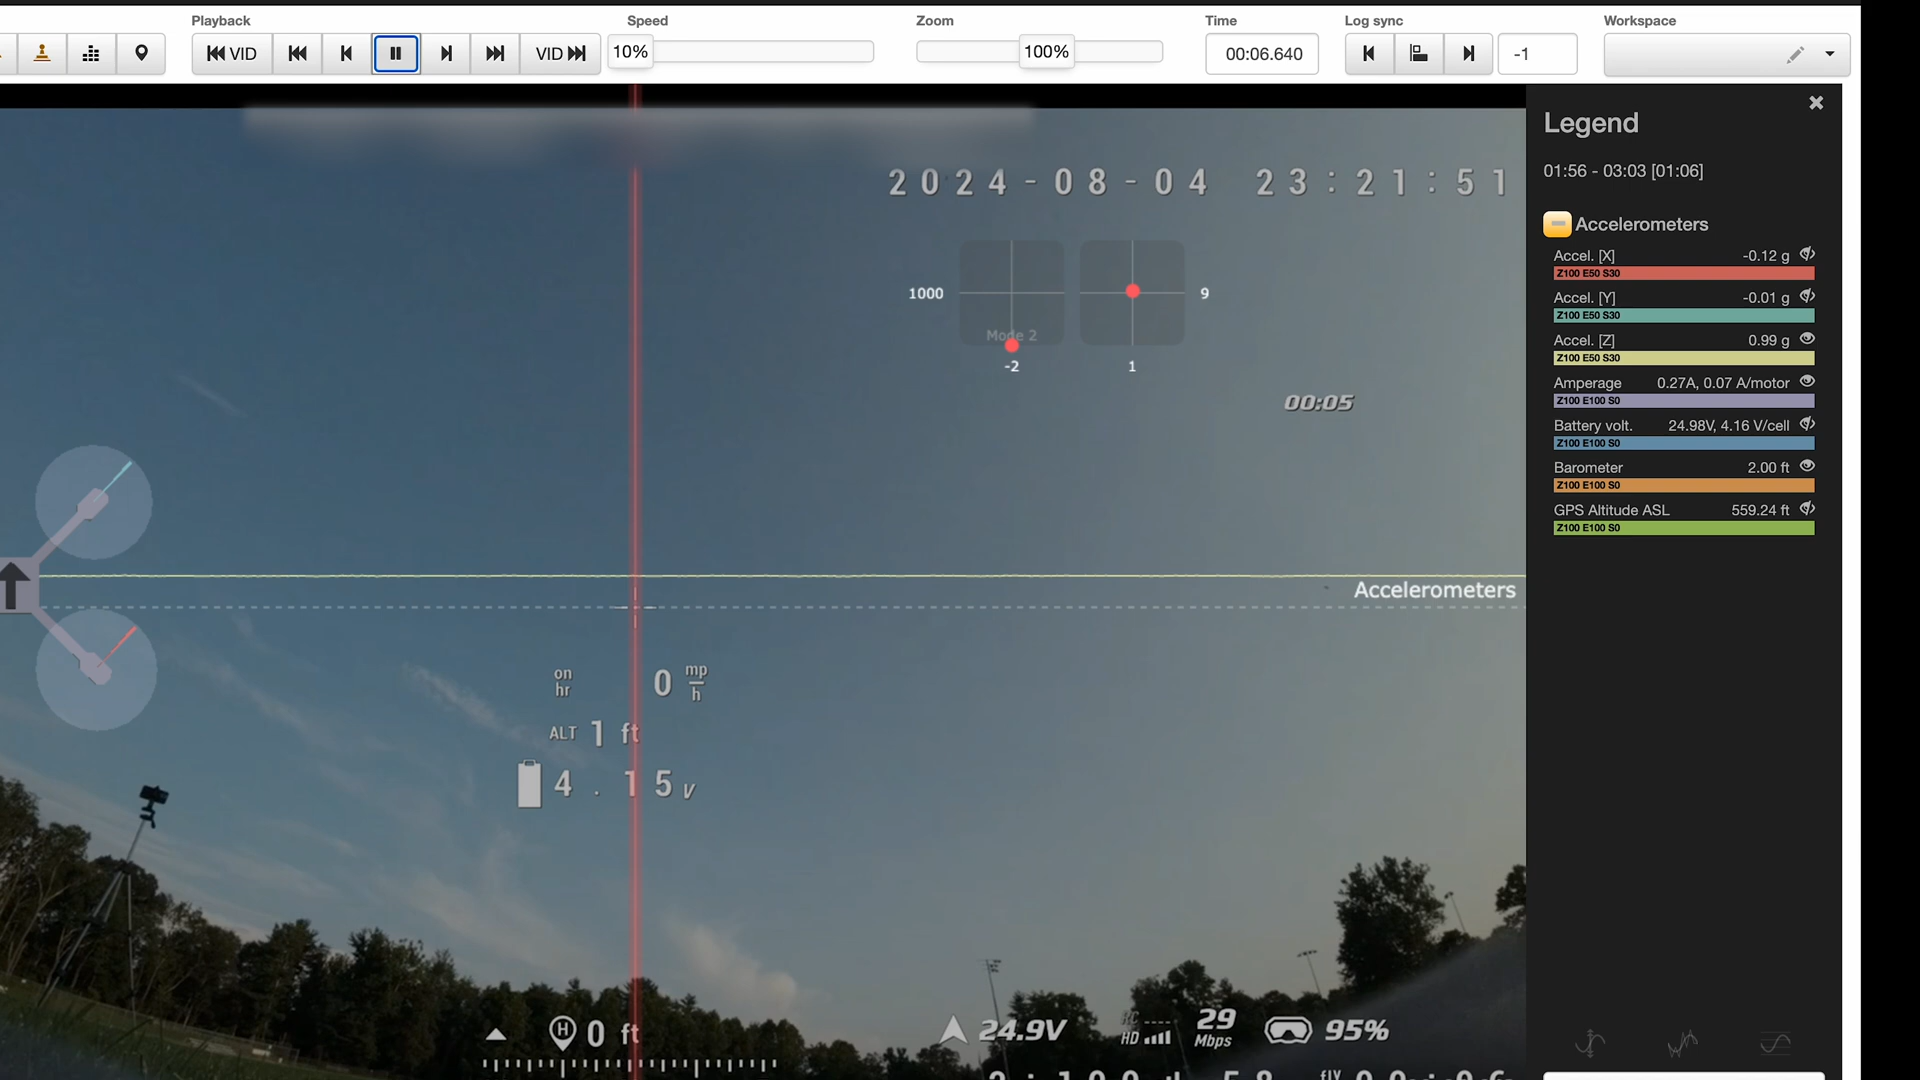 Playback
Speed
Zoom
Time
Log sync
Workspace
VID
VID
10%
100%
00:06.640
-1
2024-08-04 23:21:51
1000
9
Mode 2
-2
1
00:05
Legend
01:56 - 03:03 [01:06]
Accelerometers
Accel. [X] -0.12 g
Z100 E50 S30
Accel. [Y] -0.01 g
Z100 E50 S30
Accel. [Z] 0.99 g
Z100 E50 S30
Amperage 0.27A, 0.07 A/motor
Z100 E100 S0
Battery volt. 24.98V, 4.16 V/cell
Z100 E100 S0
Barometer 2.00 ft
Z100 E100 S0
GPS Altitude ASL 559.24 ft
Z100 E100 S0
Accelerometers
on
hr
0 mp
h
ALT 1 ft
4.15V
H 0 ft
24.9V
HD
29
Mbps
95%